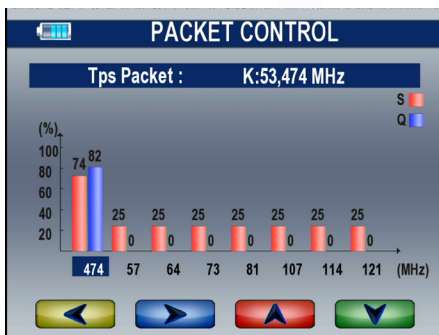 PACKET CONTROL
Tps Packet : K:53,474 MHz
S
Q
(%)
100
80
60
40
20
74 82 25 0 25 0 25 0 25 0 25 0 25 0 25 0
474 57 64 73 81 107 114 121 (MHz)